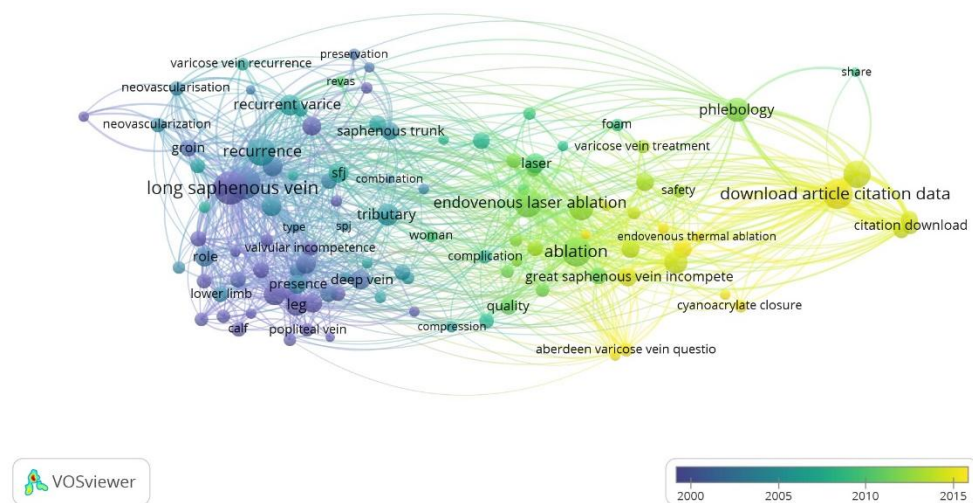 preservation
varicose vein recurrence
share
revas
neovascularisation
recurrent varice
phlebology
neovascularization
saphenous trunk
foam
groin
recurrence
laser
varicose vein treatment
long saphenous vein
sfj
combination
safety
download article citation data
endovenous laser ablation
tributary
citation download
type
spj
woman
endovenous thermal ablation
role
valvular incompetence
complication
ablation
presence
deep vein
great saphenous vein incompete
lower limb
leg
quality
cyanoacrylate closure
calf
popliteal vein
compression
aberdeen varicose vein questio
VOSviewer
2000 2005 2010 2015